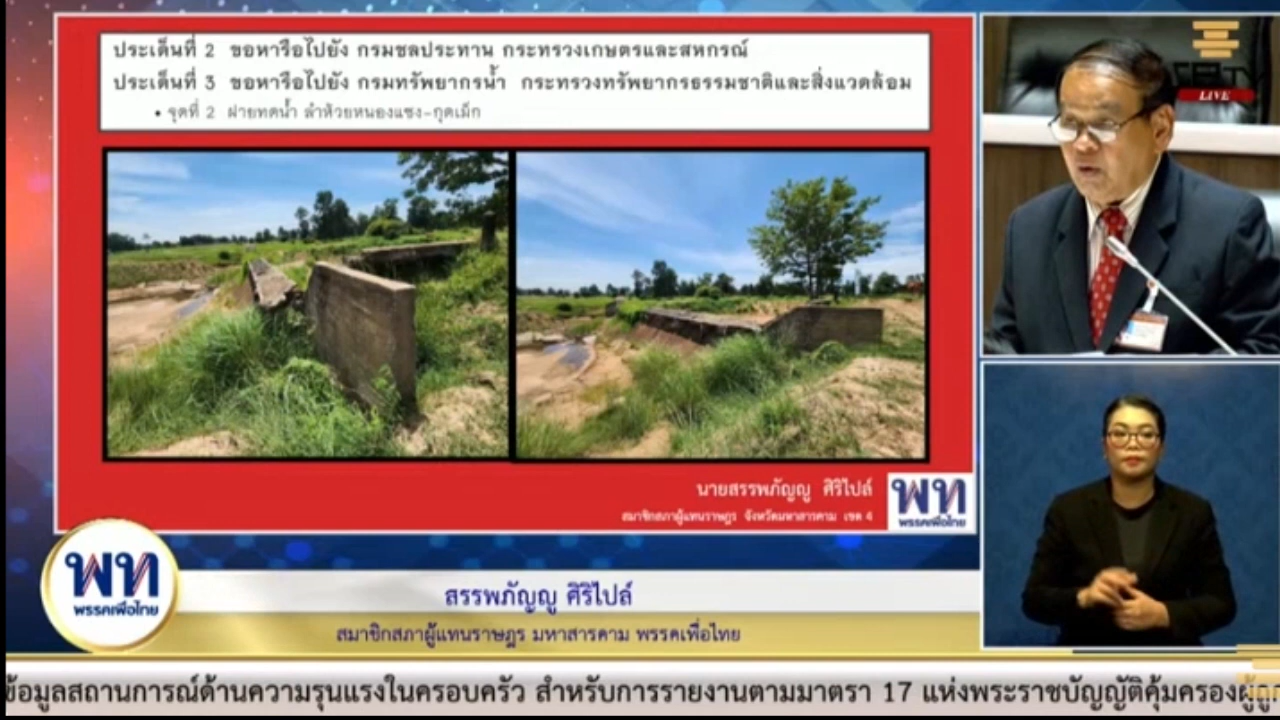 ประเด็นที่ 2 ขอหารือไปยัง กรมชลประทาน กระทรวงเกษตรและสหกรณ์
ประเด็นที่ 3 ขอหารือไปยัง กรมทรัพยากรน้ำ กระทรวงทรัพยากรธรรมชาติและสิ่งแวดล้อม
• จุดที่ 2 ฝายทดน้ำ ลำห้วยหนองแซง-กุดเม็ก
LIVE
นายสรรพภัญญู ศิริไปล์
สมาชิกสภาผู้แทนราษฎร จังหวัดมหาสารคาม เขต 4
พท
พรรคเพื่อไทย
พท
พรรคเพื่อไทย
สรรพภัญญู ศิริไปล์
สมาชิกสภาผู้แทนราษฎร มหาสารคาม พรรคเพื่อไทย
ข้อมูลสถานการณ์ด้านความรุนแรงในครอบครัว สำหรับการรายงานตามมาตรา 17 แห่งพระราชบัญญัติคุ้มครองผู้ถูก